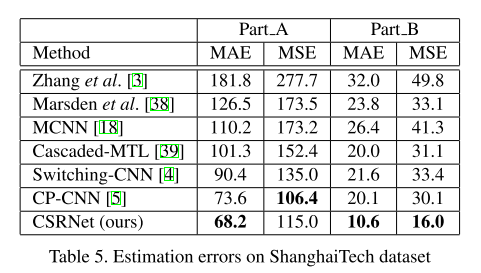 Part_A Part_B
Method MAE MSE MAE MSE
Zhang et al. [3] 181.8 277.7 32.0 49.8
Marsden et al. [38] 126.5 173.5 23.8 33.1
MCNN [18] 110.2 173.2 26.4 41.3
Cascaded-MTL [39] 101.3 152.4 20.0 31.1
Switching-CNN [4] 90.4 135.0 21.6 33.4
CP-CNN [5] 73.6 106.4 20.1 30.1
CSRNet (ours) 68.2 115.0 10.6 16.0
Table 5. Estimation errors on ShanghaiTech dataset